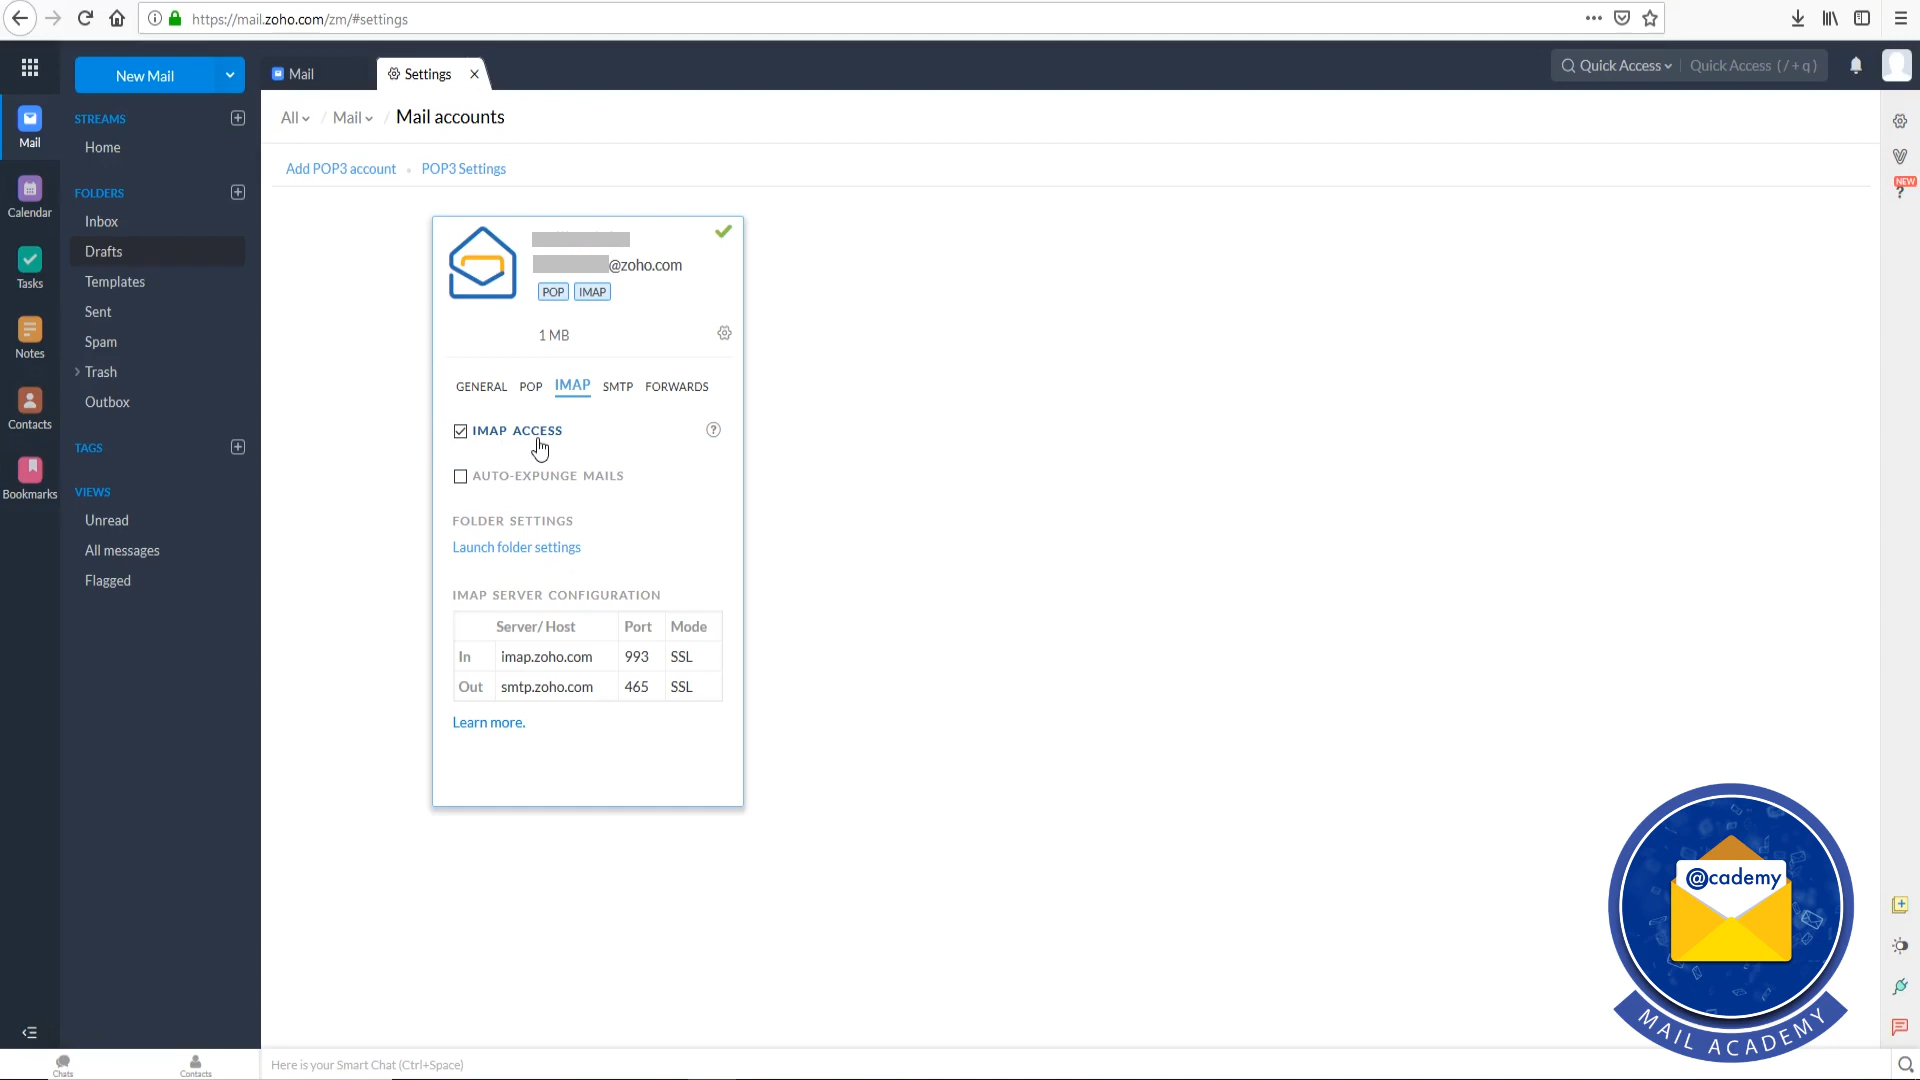 https://mail.zoho.com/zm/#settings
New Mail
Mail
Settings
Quick Access
Quick Access ( / + q )
Mail
Calendar
Tasks
Notes
Contacts
Bookmarks
STREAMS
Home
FOLDERS
Inbox
Drafts
Templates
Sent
Spam
Trash
Outbox
TAGS
VIEWS
Unread
All messages
Flagged
All / Mail / Mail accounts
Add POP3 account • POP3 Settings
@zoho.com
POP IMAP
1 MB
GENERAL POP IMAP SMTP FORWARDS
IMAP ACCESS
AUTO-EXPUNGE MAILS
FOLDER SETTINGS
Launch folder settings
IMAP SERVER CONFIGURATION
Server/ Host Port Mode
In imap.zoho.com 993 SSL
Out smtp.zoho.com 465 SSL
Learn more.
NEW
@cademy
MAIL ACADEMY
Chats
Contacts
Here is your Smart Chat (Ctrl+Space)